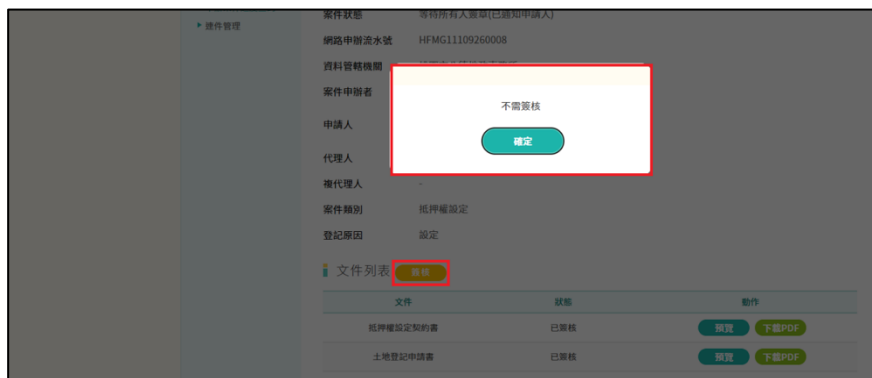 案件狀態 等待所有人簽章(已通知申請人)
▶連件管理
網路申辦流水號 HFMG11109260008
資料管轄機關
案件申辦者
不需簽核
申請人
確定
代理人
複代理人 -
案件類別 抵押權設定
登記原因 設定
文件列表 簽核
文件 狀態 動作
抵押權設定契約書 已簽核 預覽 下載PDF
土地登記申請書 已簽核 預覽 下載PDF